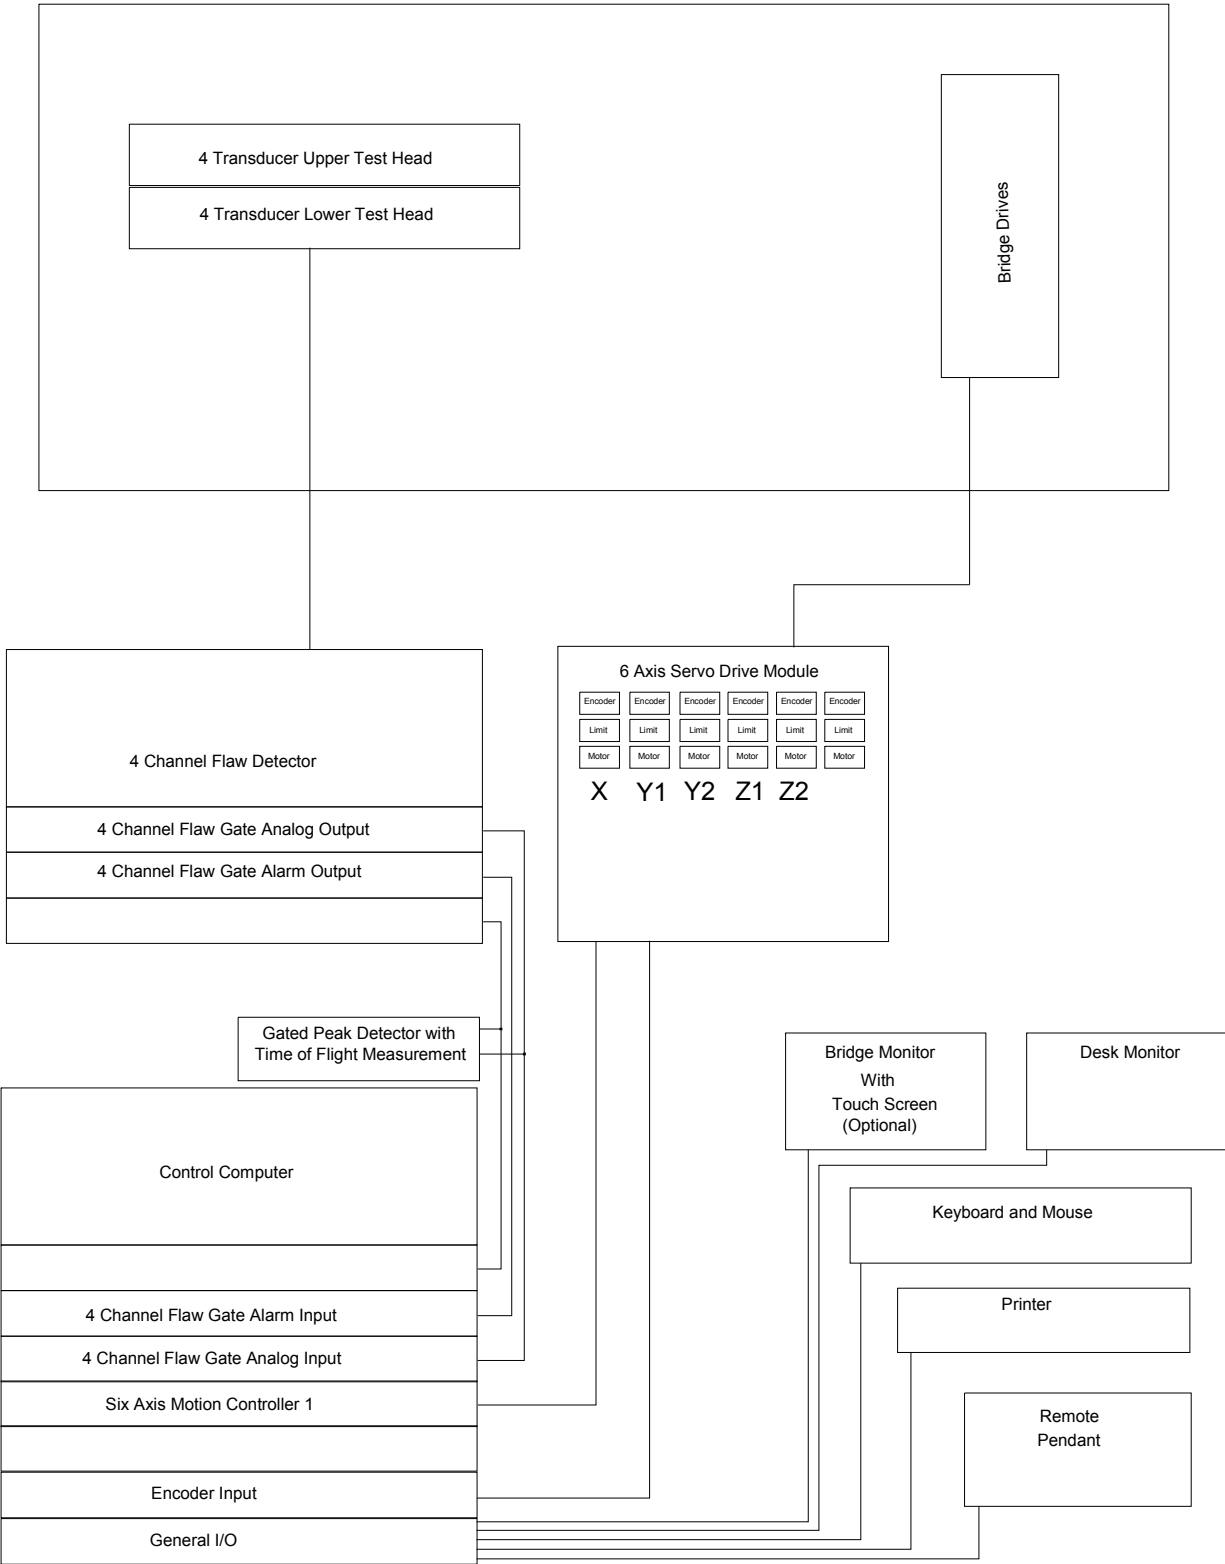 4 Transducer Upper Test Head
4 Transducer Lower Test Head
Bridge Drives
6 Axis Servo Drive Module
Encoder Encoder Encoder Encoder Encoder Encoder
Limit Limit Limit Limit Limit Limit
Motor Motor Motor Motor Motor Motor
X Y1 Y2 Z1 Z2
4 Channel Flaw Detector
4 Channel Flaw Gate Analog Output
4 Channel Flaw Gate Alarm Output
Gated Peak Detector with
Time of Flight Measurement
Bridge Monitor
With
Touch Screen
(Optional)
Desk Monitor
Control Computer
Keyboard and Mouse
Printer
4 Channel Flaw Gate Alarm Input
4 Channel Flaw Gate Analog Input
Six Axis Motion Controller 1
Remote
Pendant
Encoder Input
General I/O